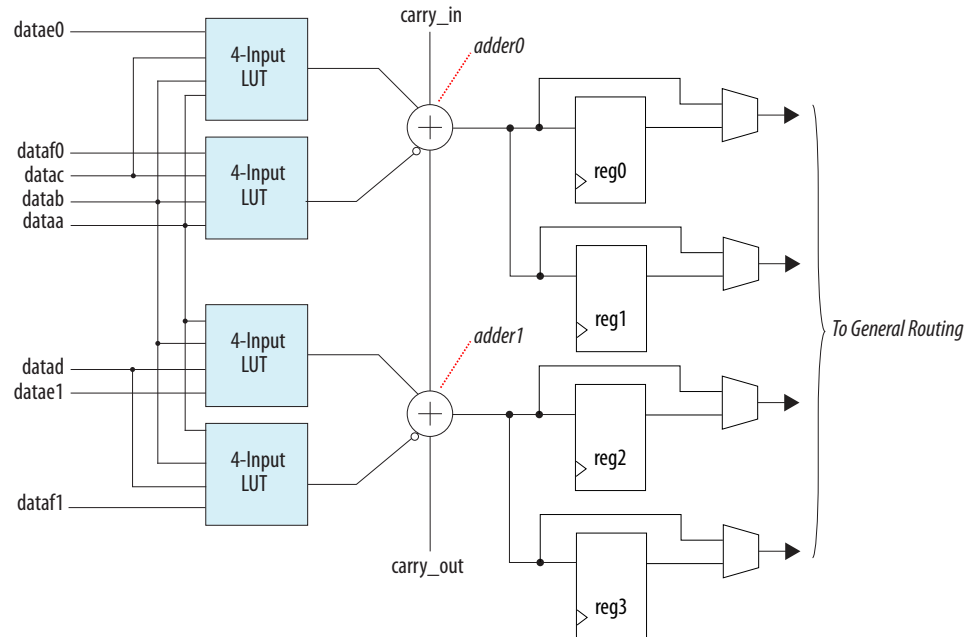 carry_in
datae0
4-Input
LUT
adder0
dataf0
datac
datab
dataa
4-Input
LUT
reg0
reg1
To General Routing
4-Input
LUT
adder1
datad
datae1
4-Input
LUT
reg2
dataf1
carry_out
reg3